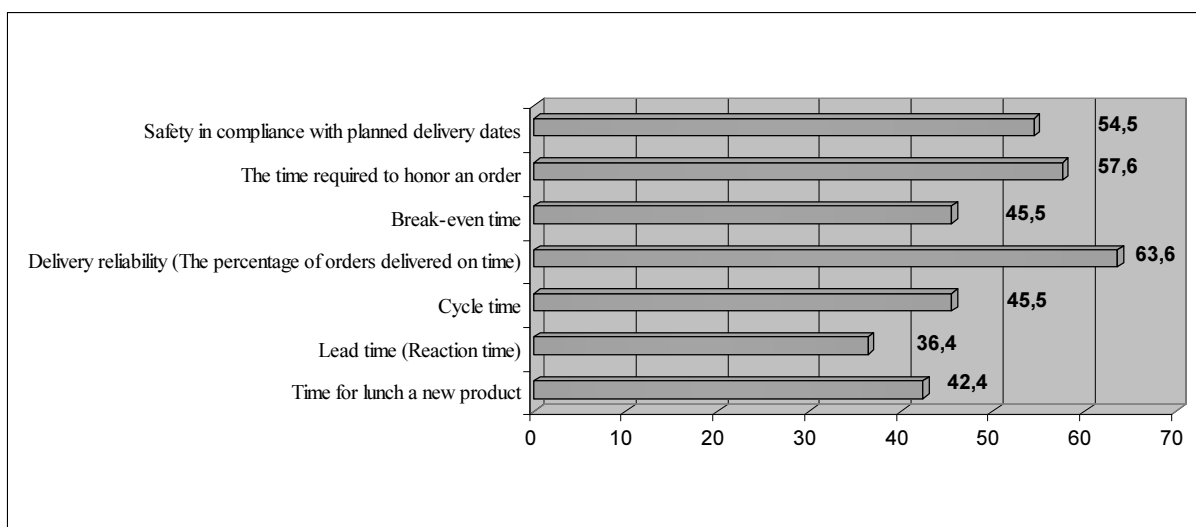 Safety in compliance with planned delivery dates 54,5
The time required to honor an order 57,6
Break-even time 45,5
Delivery reliability (The percentage of orders delivered on time) 63,6
Cycle time 45,5
Lead time (Reaction time) 36,4
Time for lunch a new product 42,4
0 10 20 30 40 50 60 70